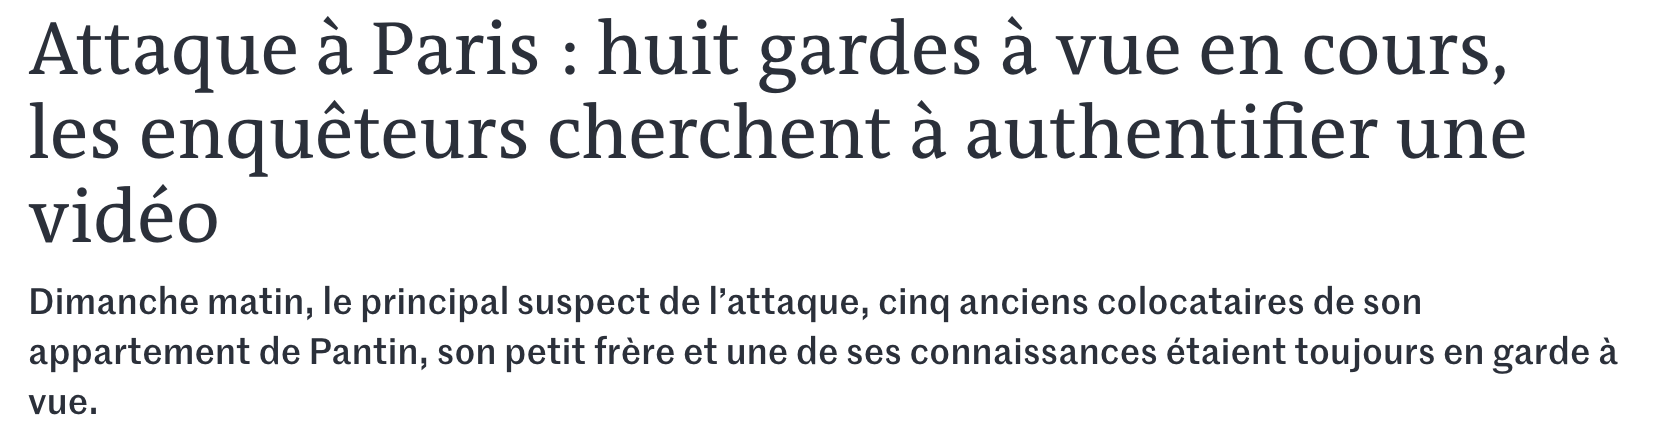 Attaque à Paris : huit gardes à vue en cours,
les enquêteurs cherchent à authentifier une
vidéo
Dimanche matin, le principal suspect de l’attaque, cinq anciens colocataires de son
appartement de Pantin, son petit frère et une de ses connaissances étaient toujours en garde à
vue.